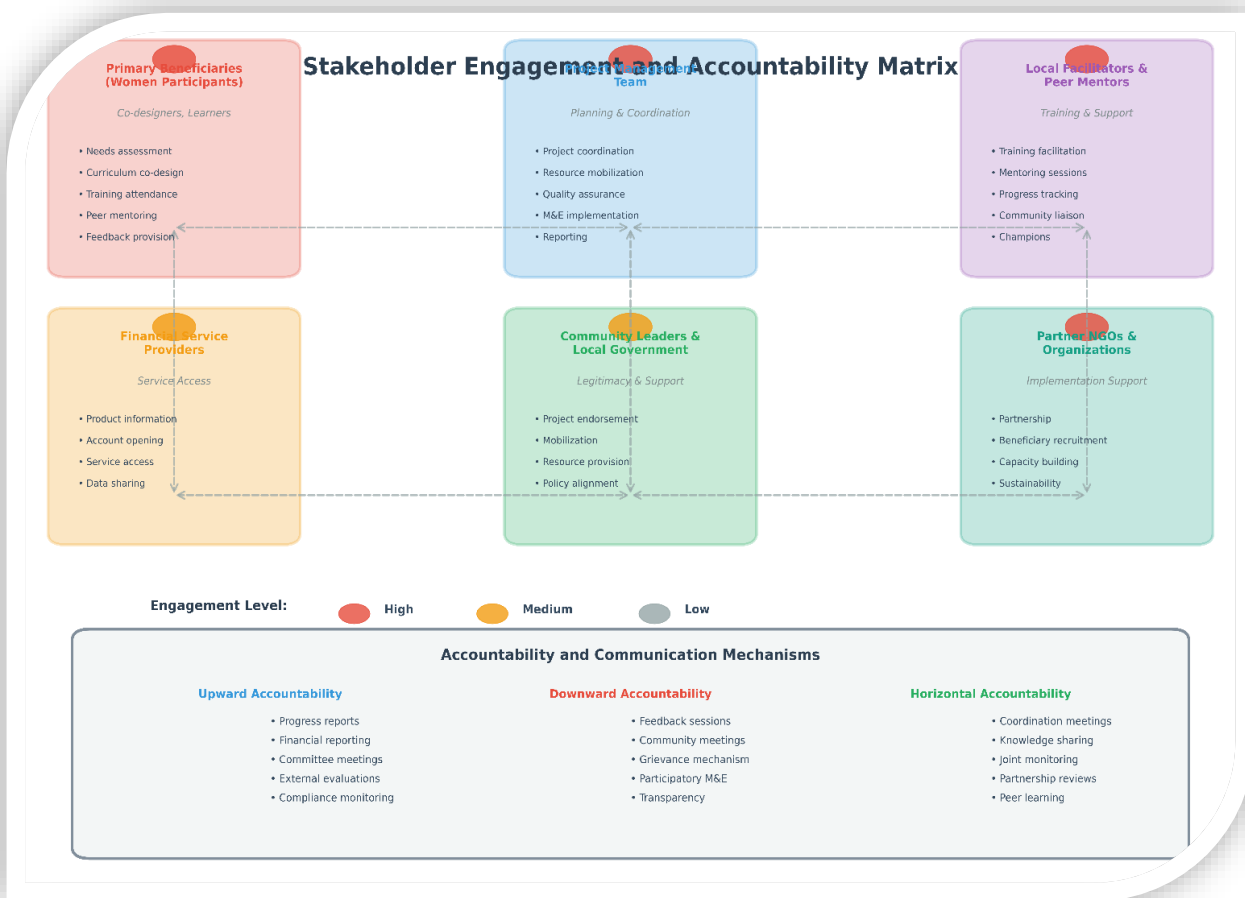 Stakeholder Engagement and Accountability Matrix
Primary Beneficiaries
(Women Participants)
Co-designers, Learners
• Needs assessment
• Curriculum co-design
• Training attendance
• Peer mentoring
• Feedback provision
Project Management
Team
Planning & Coordination
• Project coordination
• Resource mobilization
• Quality assurance
• M&E implementation
• Reporting
Local Facilitators &
Peer Mentors
Training & Support
• Training facilitation
• Mentoring sessions
• Progress tracking
• Community liaison
• Champions
Financial Service
Providers
Service Access
• Product information
• Account opening
• Service access
• Data sharing
Community Leaders &
Local Government
Legitimacy & Support
• Project endorsement
• Mobilization
• Resource provision
• Policy alignment
Partner NGOs &
Organizations
Implementation Support
• Partnership
• Beneficiary recruitment
• Capacity building
• Sustainability
Engagement Level:
High
Medium
Low
Accountability and Communication Mechanisms
Upward Accountability
• Progress reports
• Financial reporting
• Committee meetings
• External evaluations
• Compliance monitoring
Downward Accountability
• Feedback sessions
• Community meetings
• Grievance mechanism
• Participatory M&E
• Transparency
Horizontal Accountability
• Coordination meetings
• Knowledge sharing
• Joint monitoring
• Partnership reviews
• Peer learning